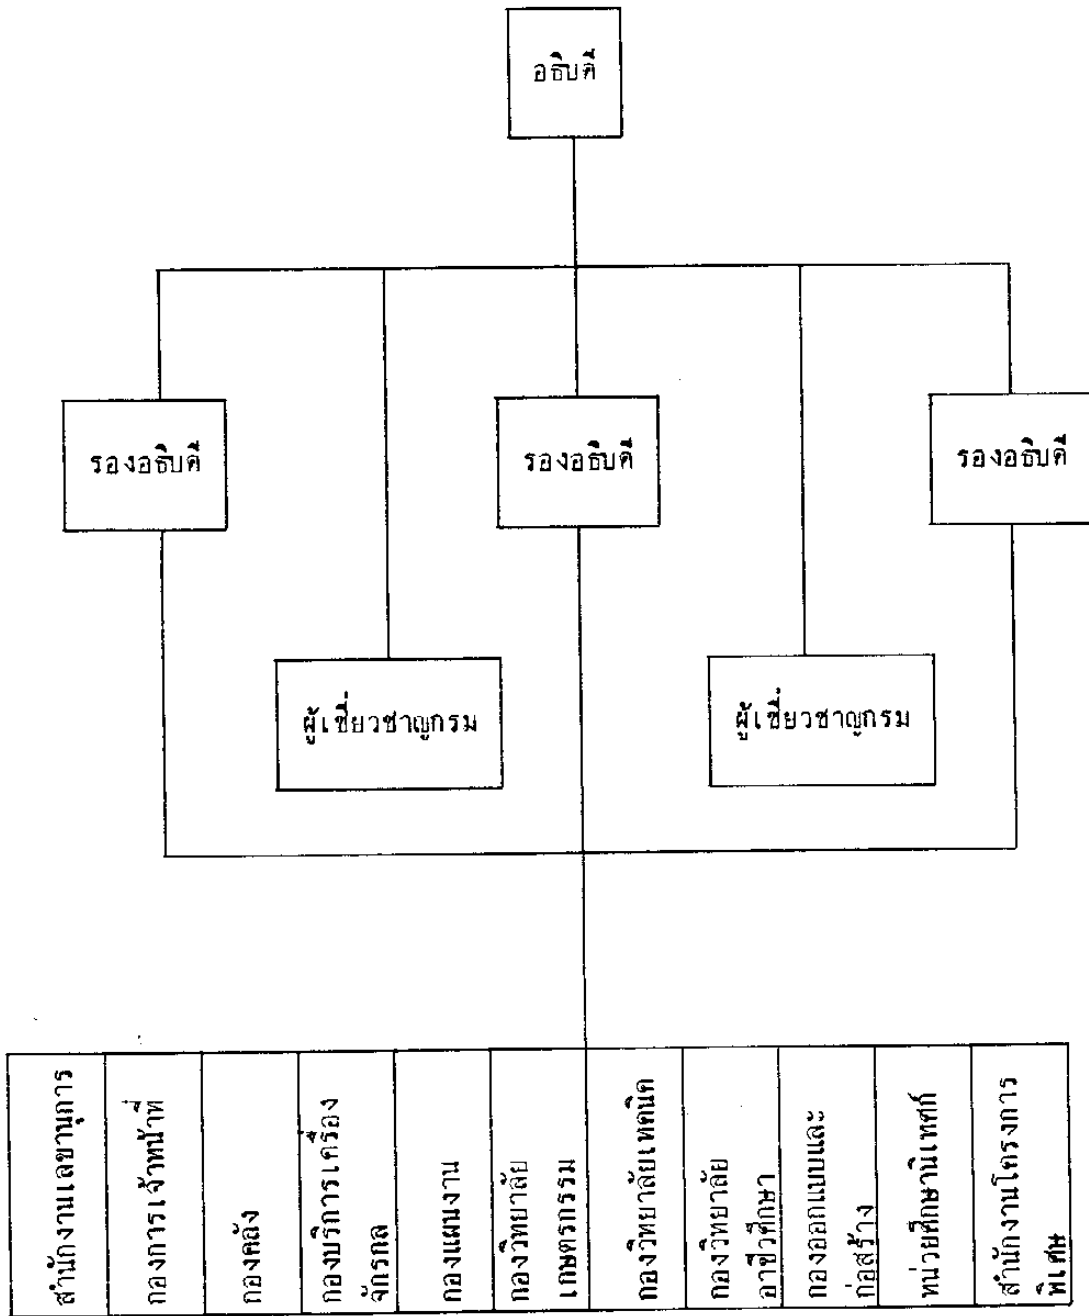 อธิบดี
รองอธิบดี
รองอธิบดี
รองอธิบดี
ผู้เชี่ยวชาญกรม
ผู้เชี่ยวชาญกรม
สำนักงานเลขานุการ
กองการเจ้าหน้าที่
กองคลัง
กองบริการเครื่อง
จักรกล
กองแผนงาน
กองวิทยาลัย
เกษตรกรรม
กองวิทยาลัยเทคนิค
กองวิทยาลัย
อาชีวศึกษา
กองออกแบบและ
ก่อสร้าง
หน่วยศึกษานิเทศก์
สำนักงานโครงการ
พิเศษ